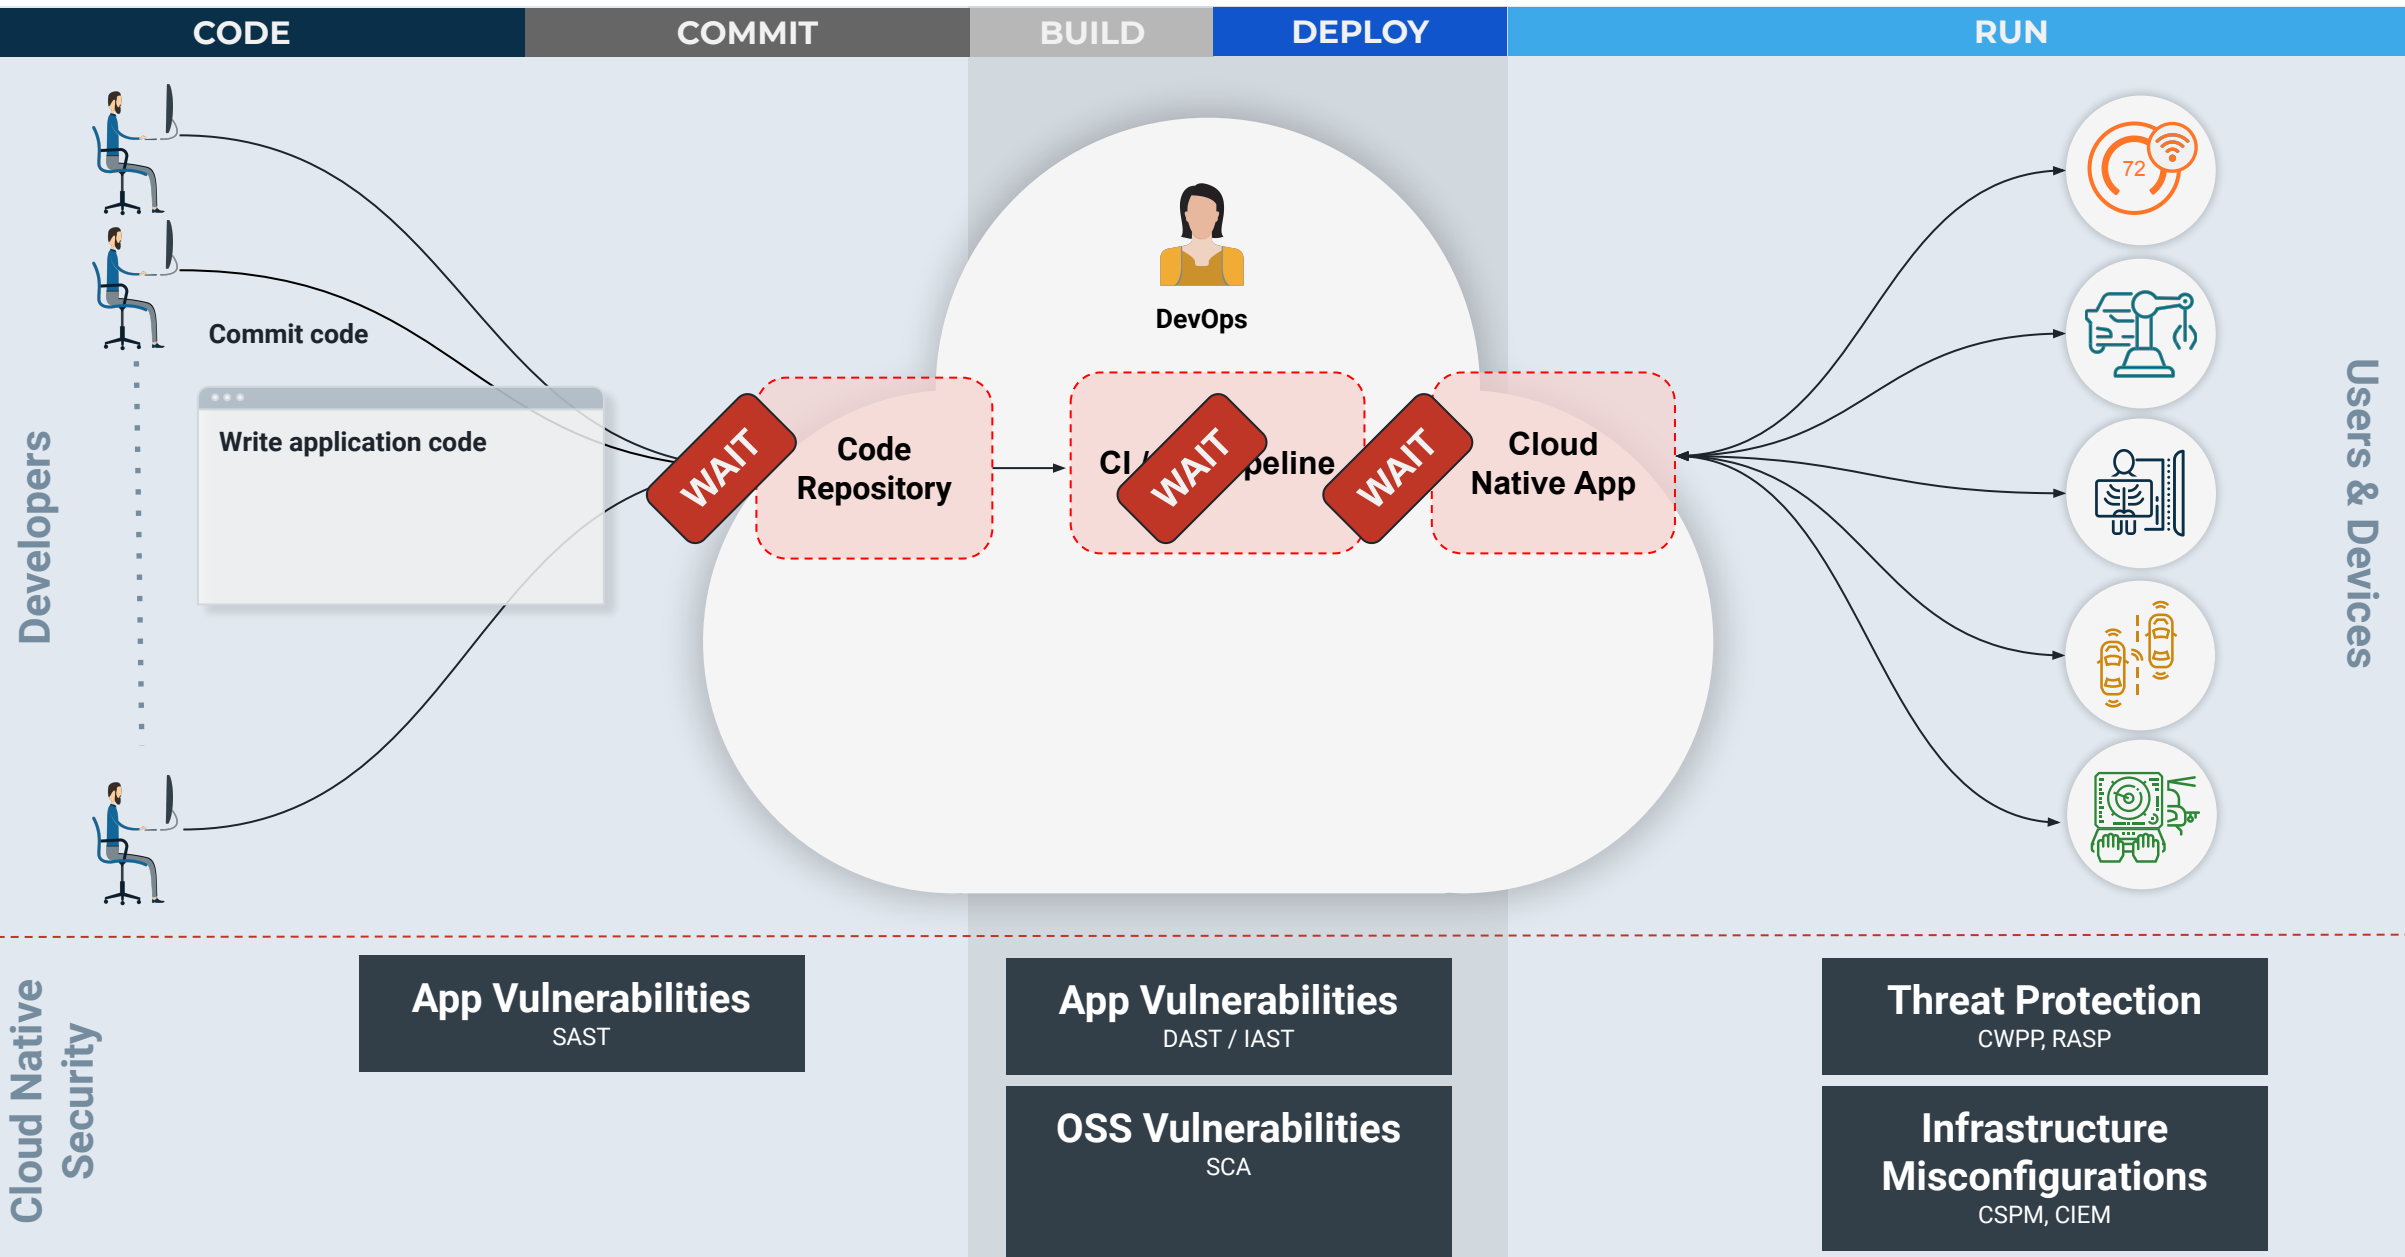 CODE
COMMIT
BUILD
DEPLOY
RUN
72
DevOps
Commit code
Write application code
WAIT
Code
Repository
CI /
peline
WAIT
WAIT
Cloud
Native App
Developers
Users & Devices
Cloud Native
Security
App Vulnerabilities
SAST
App Vulnerabilities
DAST / IAST
OSS Vulnerabilities
SCA
Threat Protection
CWPP, RASP
Infrastructure
Misconfigurations
CSPM, CIEM